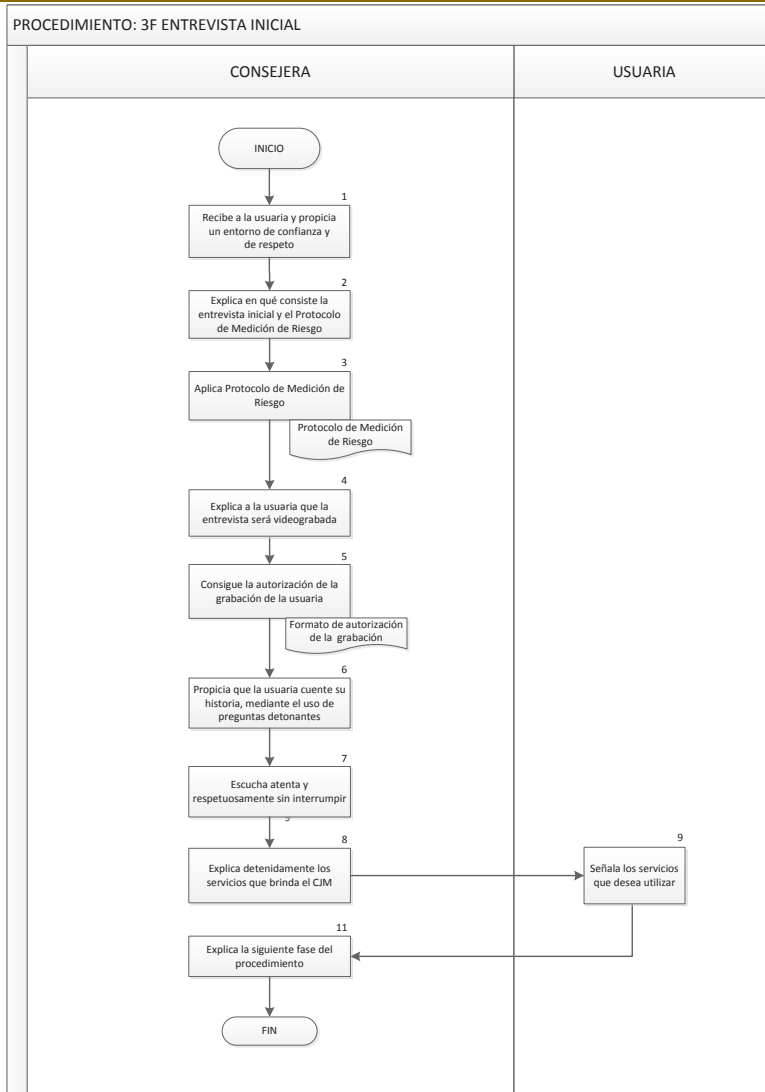 PROCEDIMIENTO: 3F ENTREVISTA INICIAL
CONSEJERA
USUARIA
INICIO
1
Recibe a la usuaria y propicia
un entorno de confianza y
de respeto
2
Explica en qué consiste la
entrevista inicial y el Protocolo
de Medición de Riesgo
3
Aplica Protocolo de Medición de
Riesgo
Protocolo de Medición
de Riesgo
4
Explica a la usuaria que la
entrevista será videograbada
5
Consigue la autorización de la
grabación de la usuaria
Formato de autorización
de la grabación
6
Propicia que la usuaria cuente su
historia, mediante el uso de
preguntas detonantes
7
Escucha atenta y
respetuosamente sin interrumpir
8
Explica detenidamente los
servicios que brinda el CJM
9
Señala los servicios
que desea utilizar
11
Explica la siguiente fase del
procedimiento
FIN